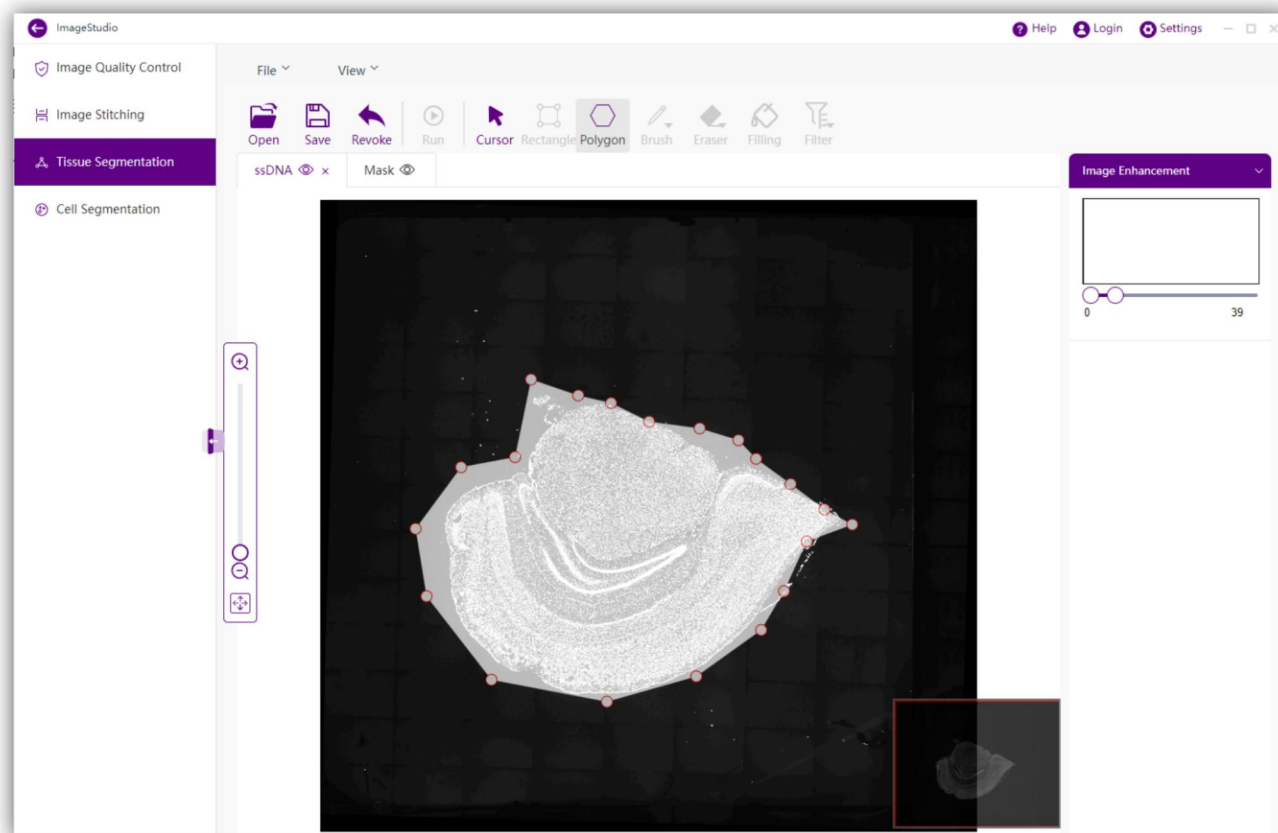 ImageStudio
Help Login Settings
Image Quality Control
Image Stitching
Tissue Segmentation
Cell Segmentation
File View
Open Save Revoke Run Cursor Rectangle Polygon Brush Eraser Filling Filter
ssDNA x Mask
Image Enhancement
0 39